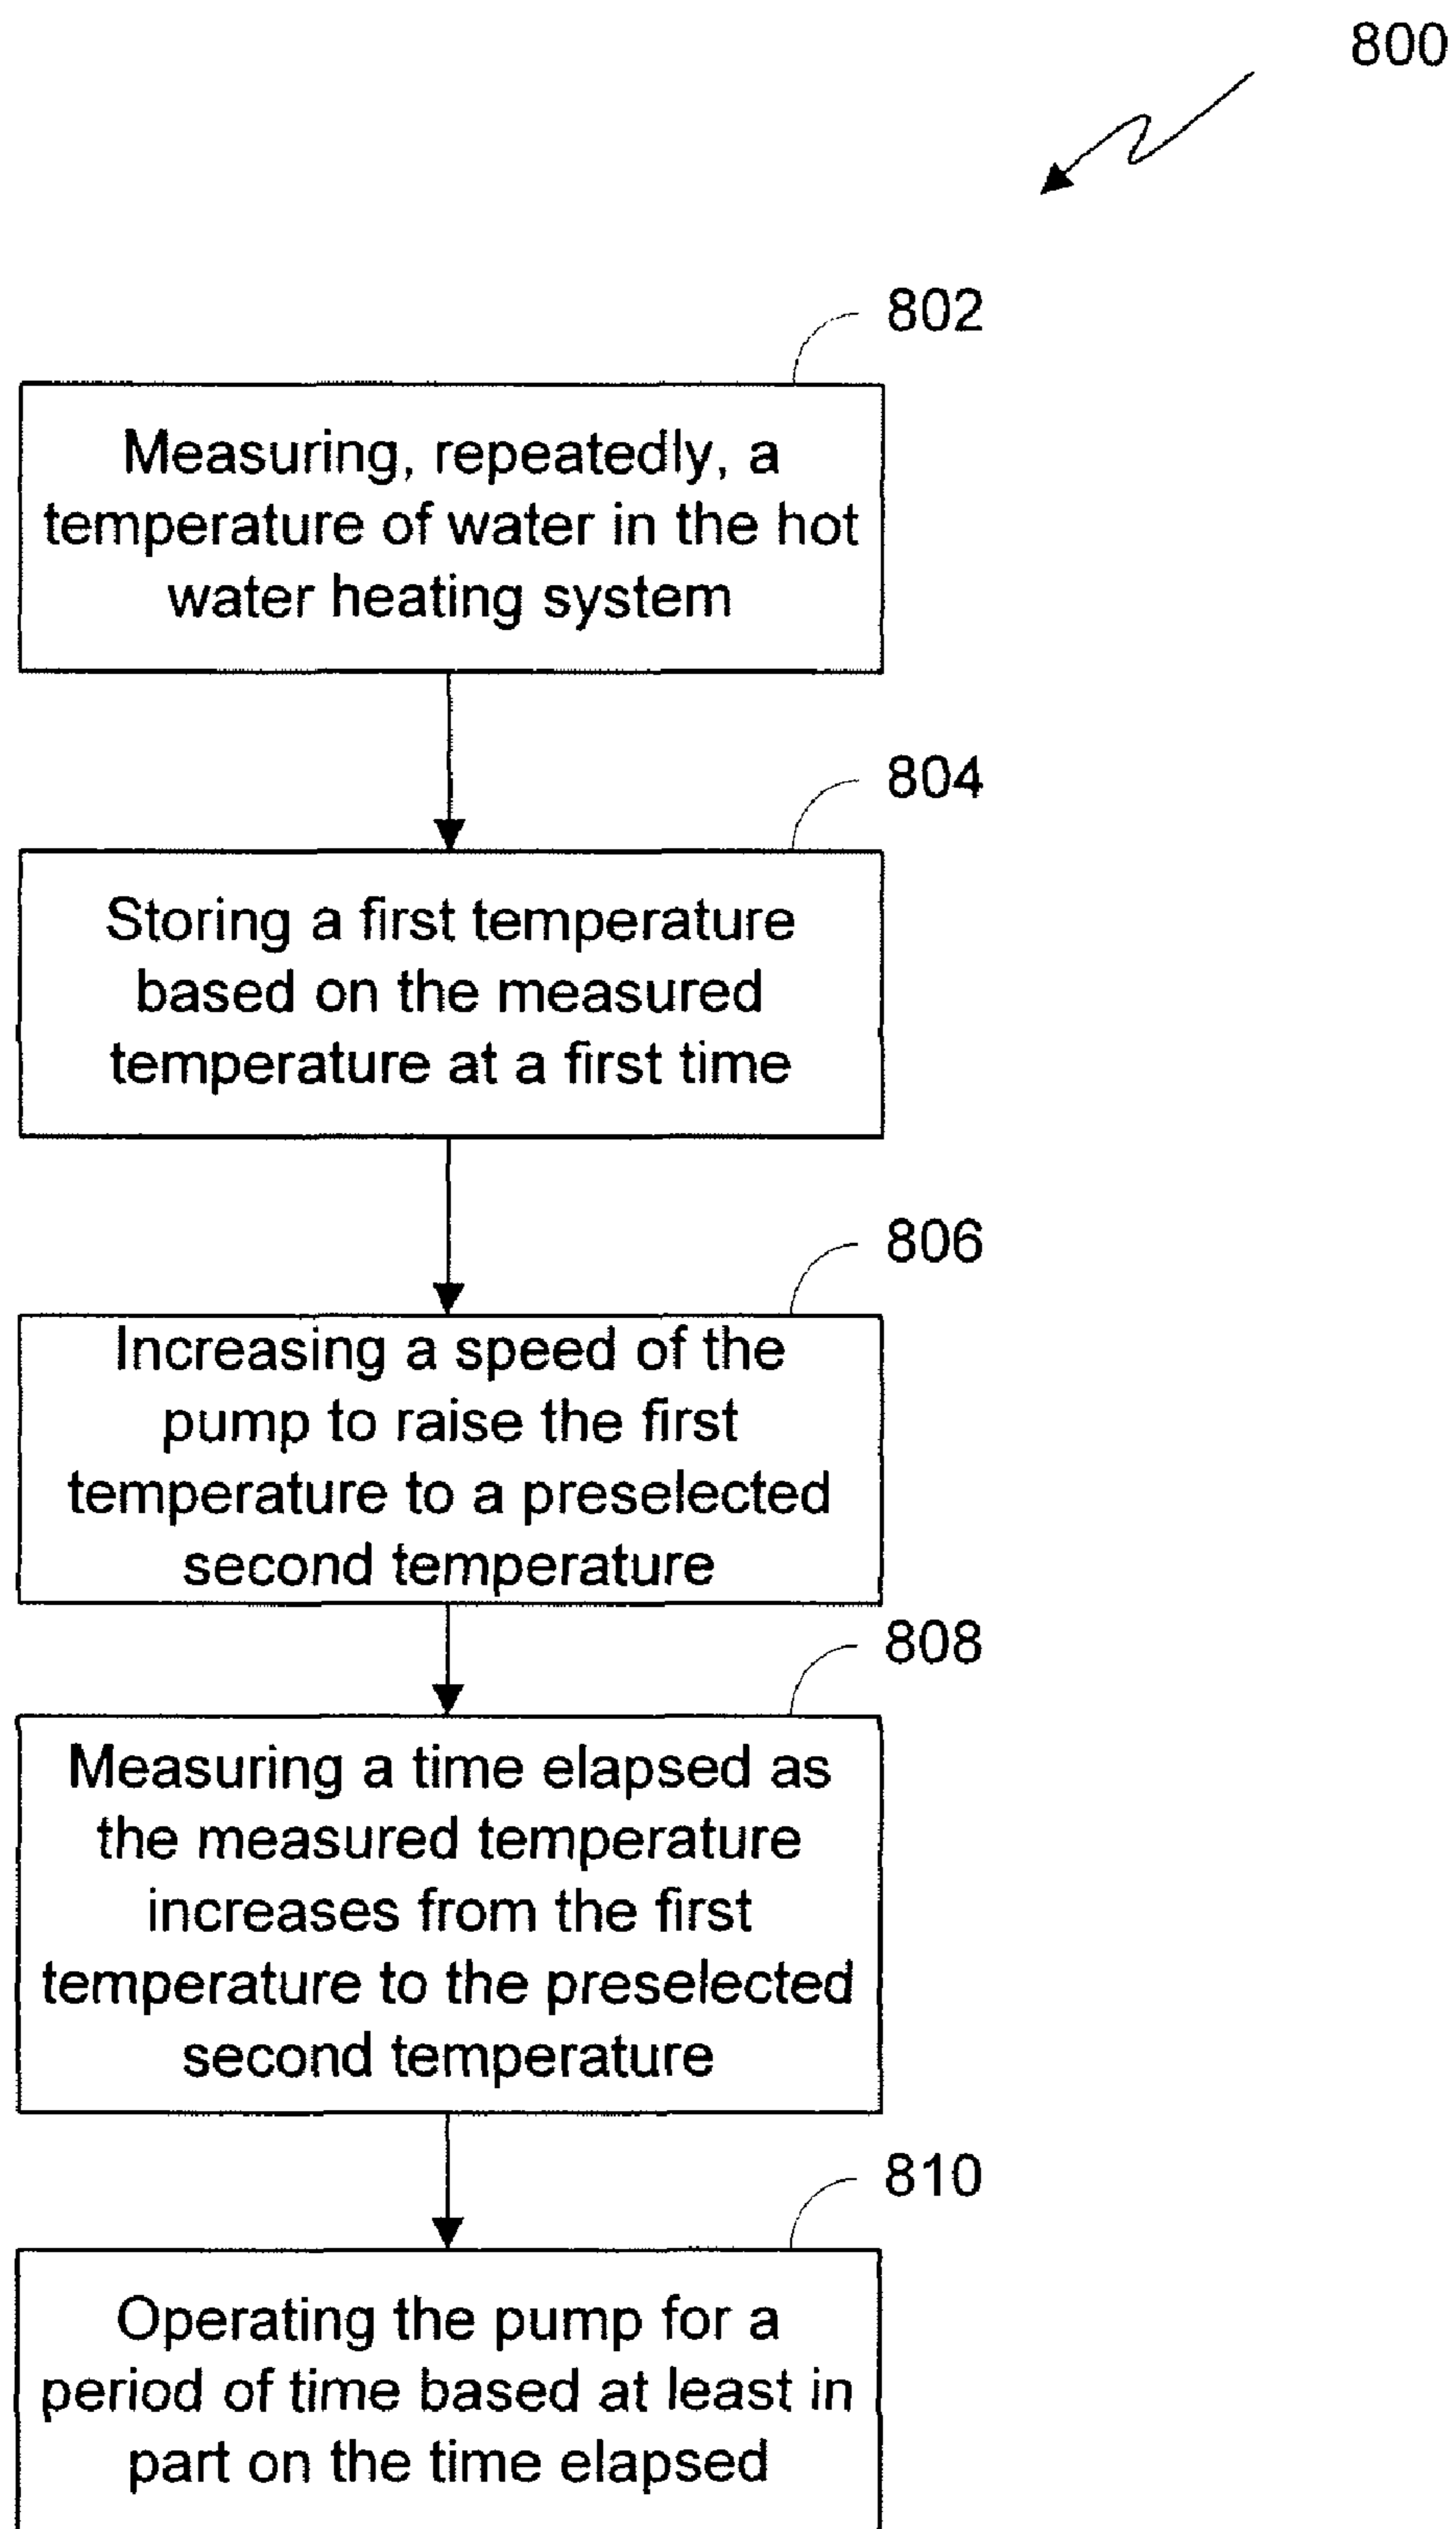 800
802
Measuring, repeatedly, a
temperature of water in the hot
water heating system
804
Storing a first temperature
based on the measured
temperature at a first time
806
Increasing a speed of the
pump to raise the first
temperature to a preselected
second temperature
808
Measuring a time elapsed as
the measured temperature
increases from the first
temperature to the preselected
second temperature
810
Operating the pump for a
period of time based at least in
part on the time elapsed